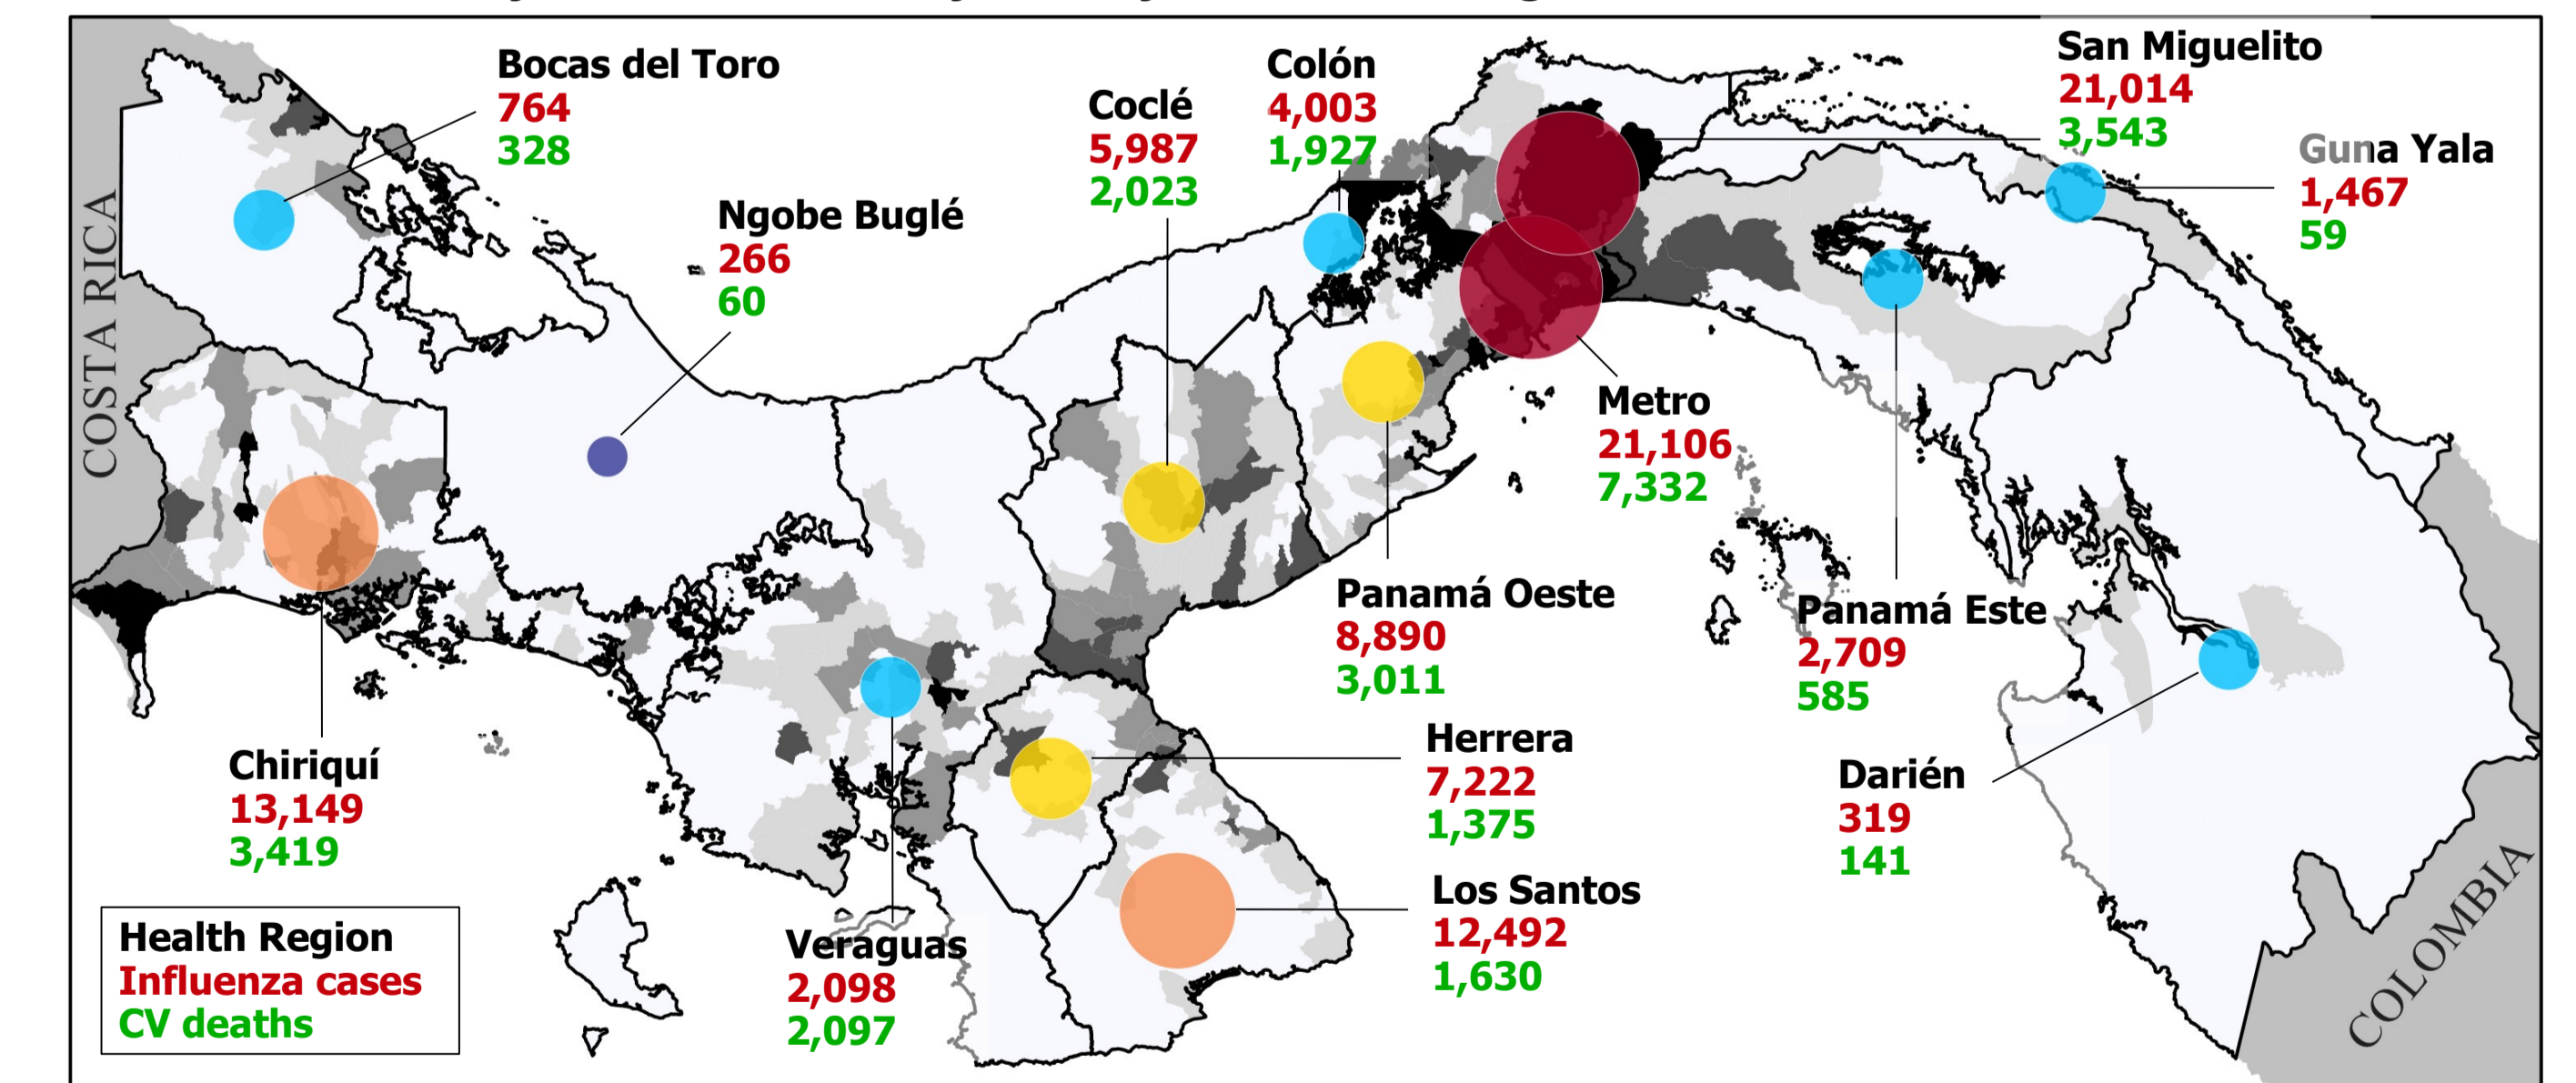 Bocas del Toro
764
328
Ngobe Buglé
266
60
Coclé
5,987
2,023
Colón
4,003
1,927
San Miguelito
21,014
3,543
Guna Yala
1,467
59
COSTA RICA
Metro
21,106
7,332
Panamá Oeste
8,890
3,011
Panamá Este
2,709
585
Chiriquí
13,149
3,419
Herrera
7,222
1,375
Darién
319
141
Los Santos
12,492
1,630
Veraguas
2,098
2,097
Health Region
Influenza cases
CV deaths
COLOMBIA